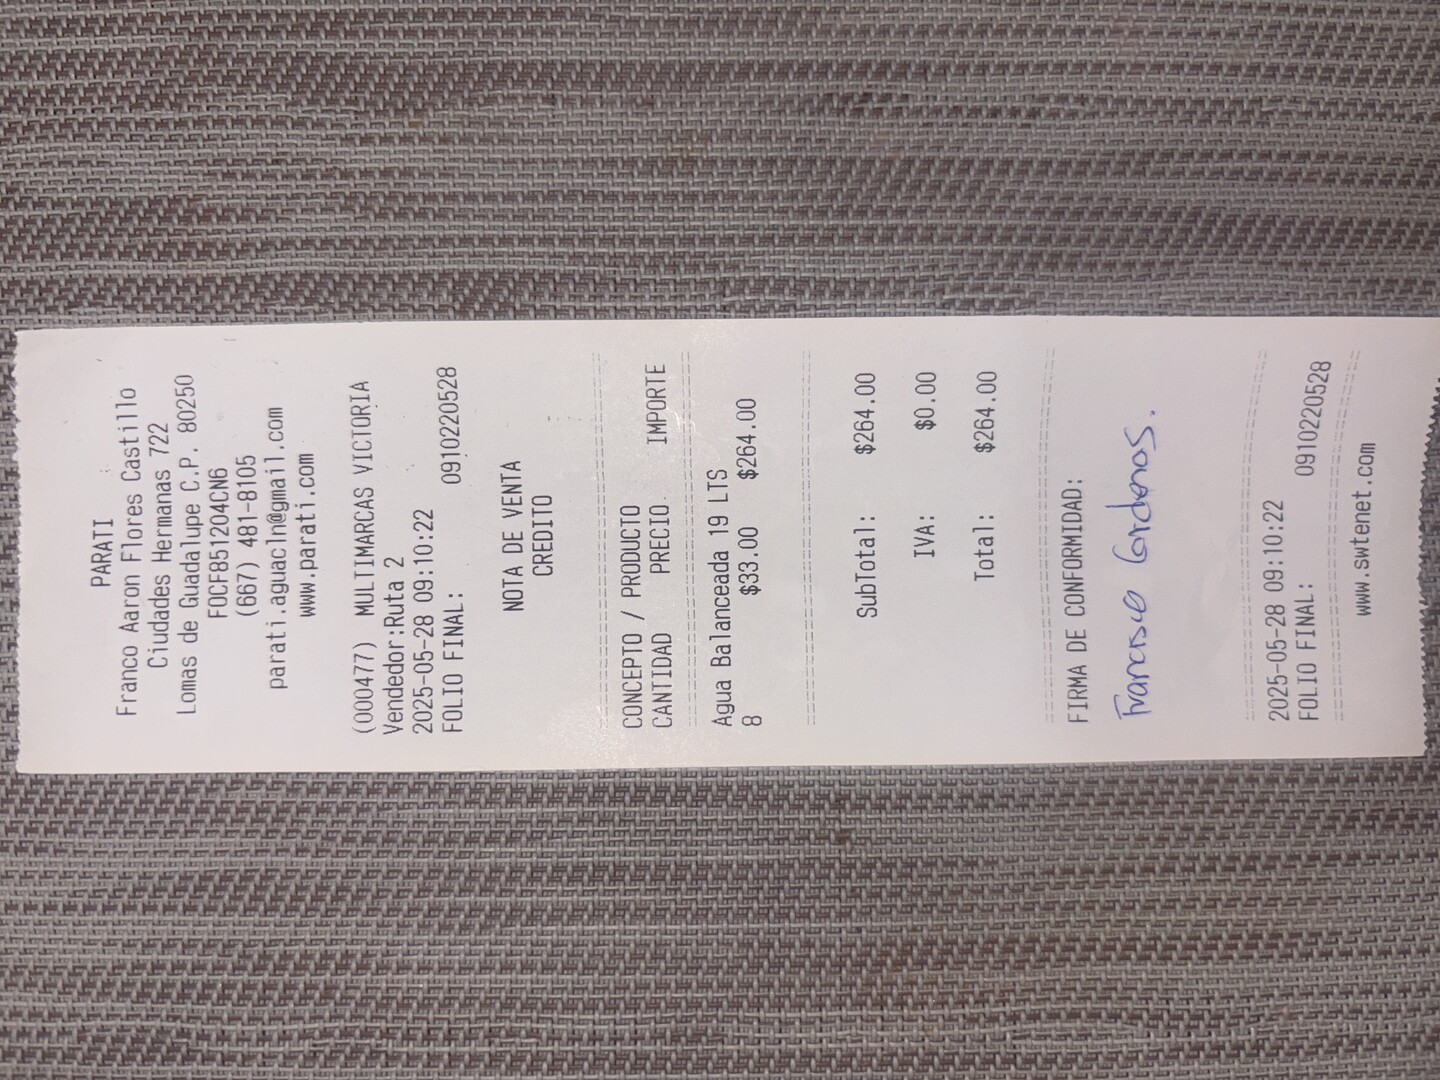 PARATI
Franco Aaron Flores Castillo
Ciudades Hermanas 722
Lomas de Guadalupe C.P. 80250
FOCF851204CN6
(667) 481-8105
parati.aguacln@gmail.com
www.parati.com
(000477) MULTIMARCAS VICTORIA
Vendedor:Ruta 2
2025-05-28 09:10:22
FOLIO FINAL: 0910220528
NOTA DE VENTA
CREDITO
CONCEPTO / PRODUCTO
CANTIDAD PRECIO IMPORTE
Agua Balanceada 19 LTS
8 $33.00 $264.00
SubTotal: $264.00
IVA: $0.00
Total: $264.00
FIRMA DE CONFORMIDAD:
Francisco Cardenas.
2025-05-28 09:10:22
FOLIO FINAL: 0910220528
www.swtenet.com